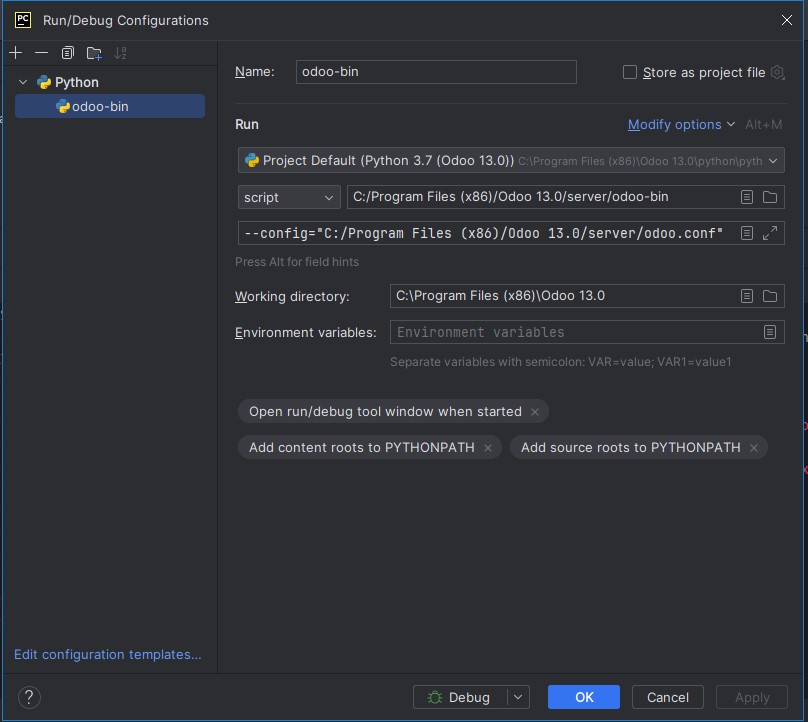 PC Run/Debug Configurations
Python
odoo-bin
Name: odoo-bin Store as project file
Run Modify options Alt+M
Project Default (Python 3.7 (Odoo 13.0)) C:\Program Files (x86)\Odoo 13.0\python\pyth
script C:/Program Files (x86)/Odoo 13.0/server/odoo-bin
--config="C:/Program Files (x86)/Odoo 13.0/server/odoo.conf"
Press Alt for field hints
Working directory: C:\Program Files (x86)\Odoo 13.0
Environment variables: Environment variables
Separate variables with semicolon: VAR=value; VAR1=value1
Open run/debug tool window when started ×
Add content roots to PYTHONPATH × Add source roots to PYTHONPATH ×
Edit configuration templates...
? Debug OK Cancel Apply